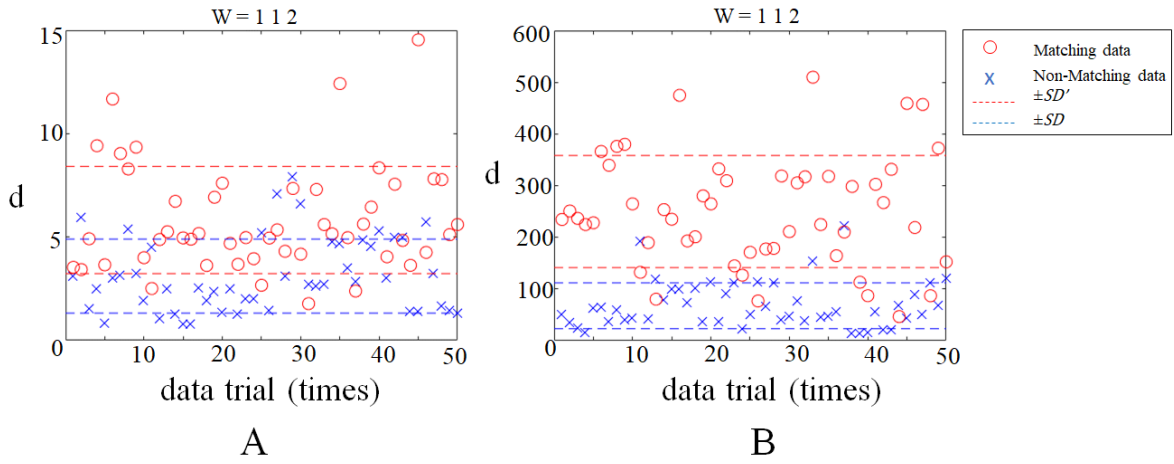 W = 1 1 2
15
10
5
0
d
0 10 20 30 40 50
data trial (times)
A
W = 1 1 2
600
500
400
300
200
100
0
d
10 20 30 40 50
data trial (times)
B
Matching data
Non-Matching data
±SD'
±SD